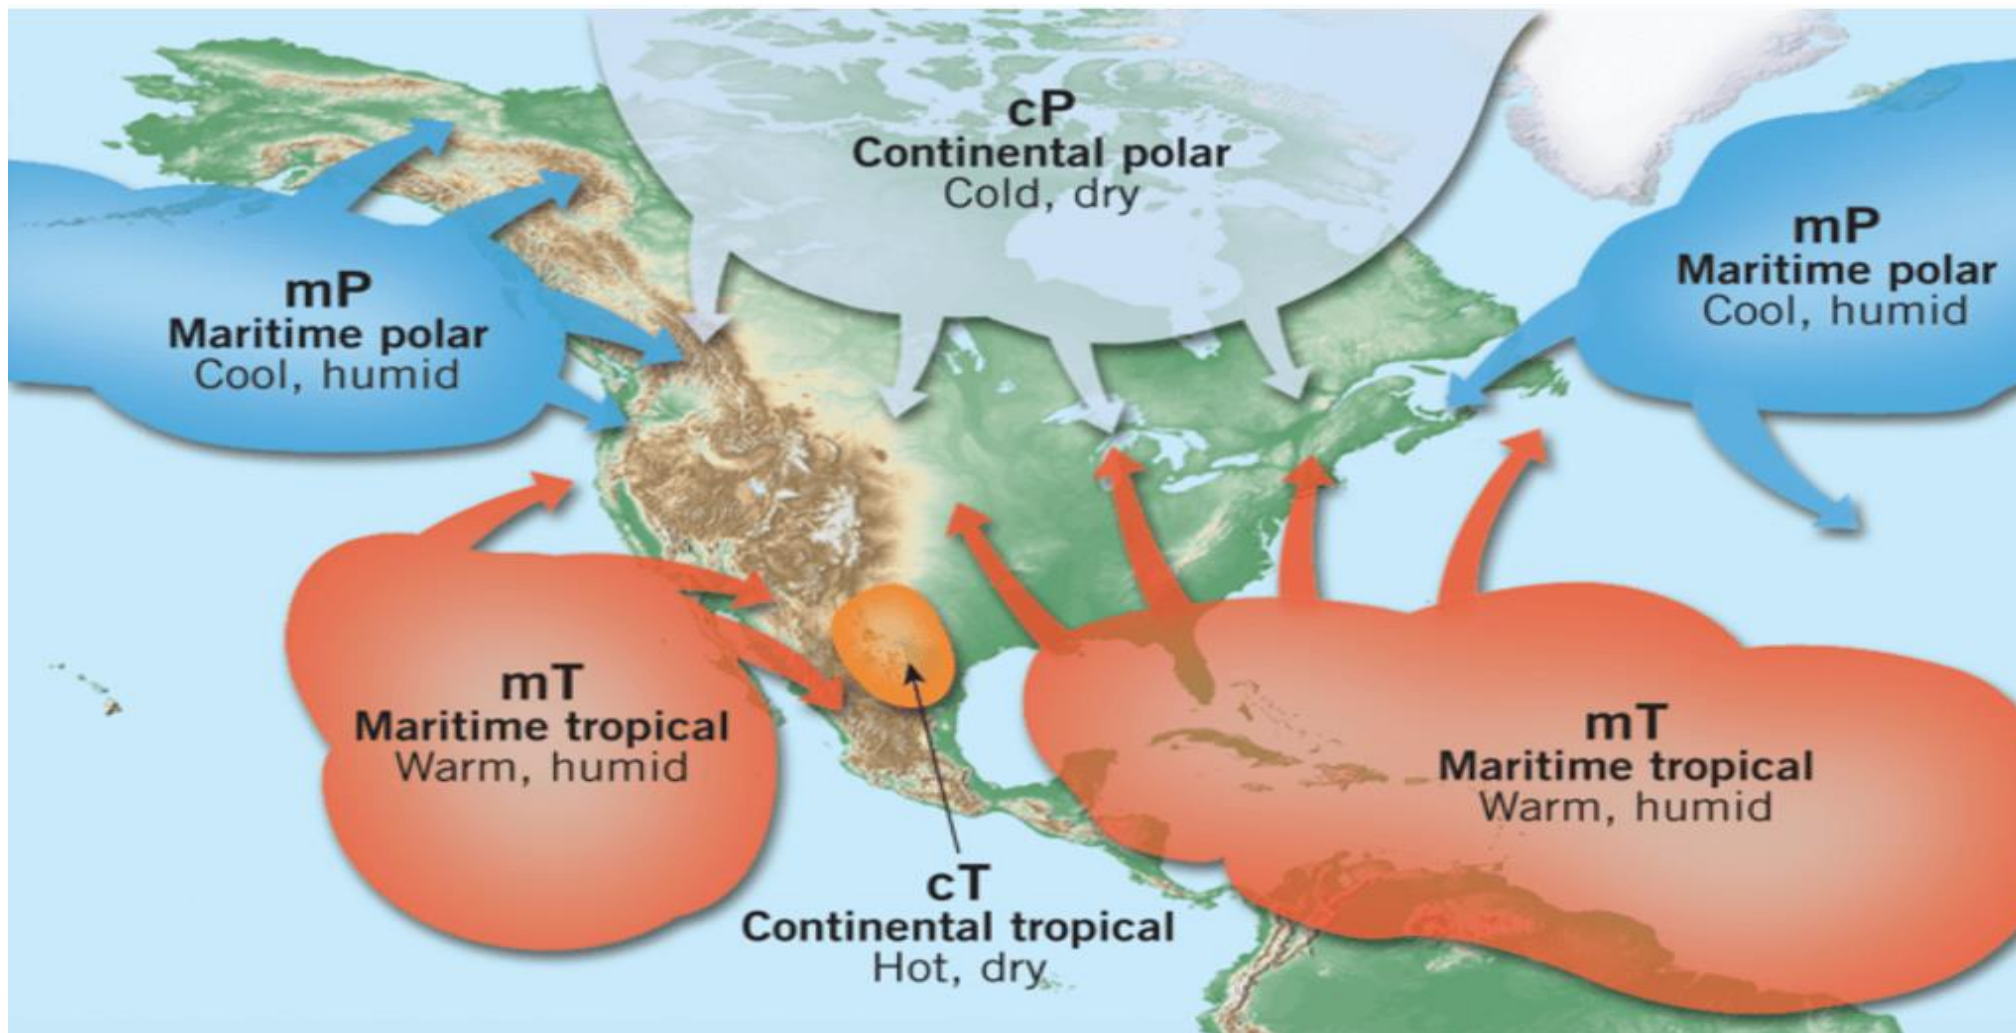 cP
Continental polar
Cold, dry
mP
Maritime polar
Cool, humid
mP
Maritime polar
Cool, humid
mT
Maritime tropical
Warm, humid
mT
Maritime tropical
Warm, humid
cT
Continental tropical
Hot, dry